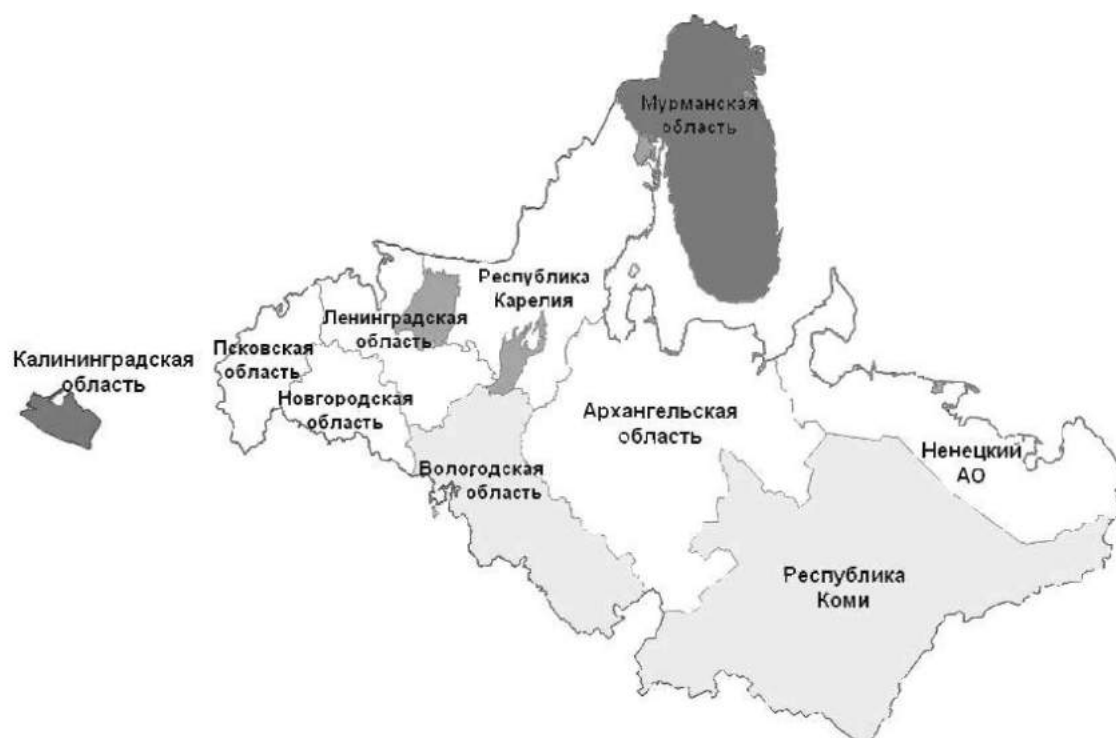 Мурманская
область
Республика
Карелия
Ленинградская
область
Псковская
область
Калининградская
область
Новгородская
область
Архангельская
область
Ненецкий
АО
Вологодская
область
Республика
Коми